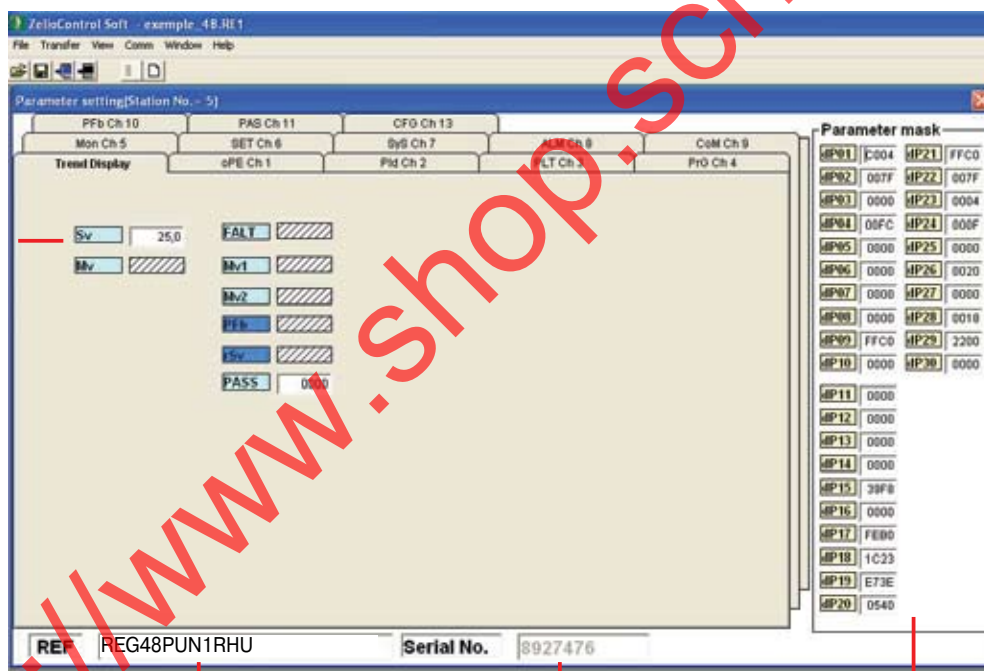 ZelioControl Soft - exemple_48.RE1
File Transfer View Comm Window Help
Parameter setting(Station No. - 5)
PFb Ch 10 PAS Ch 11 CFG Ch 13
Mon Ch 5 SET Ch 6 SyS Ch 7 ALM Ch 8 CoM Ch 9
Trend Display oPE Ch 1 PId Ch 2 PLT Ch 3 PrG Ch 4
Sv 25,0
Mv
FALT
Mv1
Mv2
PFb
rSv
PASS 0000
Parameter mask
dP01 C004 dP21 FFC0
dP02 007F dP22 007F
dP03 0000 dP23 0004
dP04 00FC dP24 000F
dP05 0000 dP25 0000
dP06 0000 dP26 0020
dP07 0000 dP27 0000
dP08 0000 dP28 0018
dP09 FFC0 dP29 2200
dP10 0000 dP30 0000
dP11 0000
dP12 0000
dP13 0000
dP14 0000
dP15 39F8
dP16 0000
dP17 FEB0
dP18 1C23
dP19 E73E
dP20 0540
REF REG48PUN1RHU Serial No. 8927476
://www.shop.sch